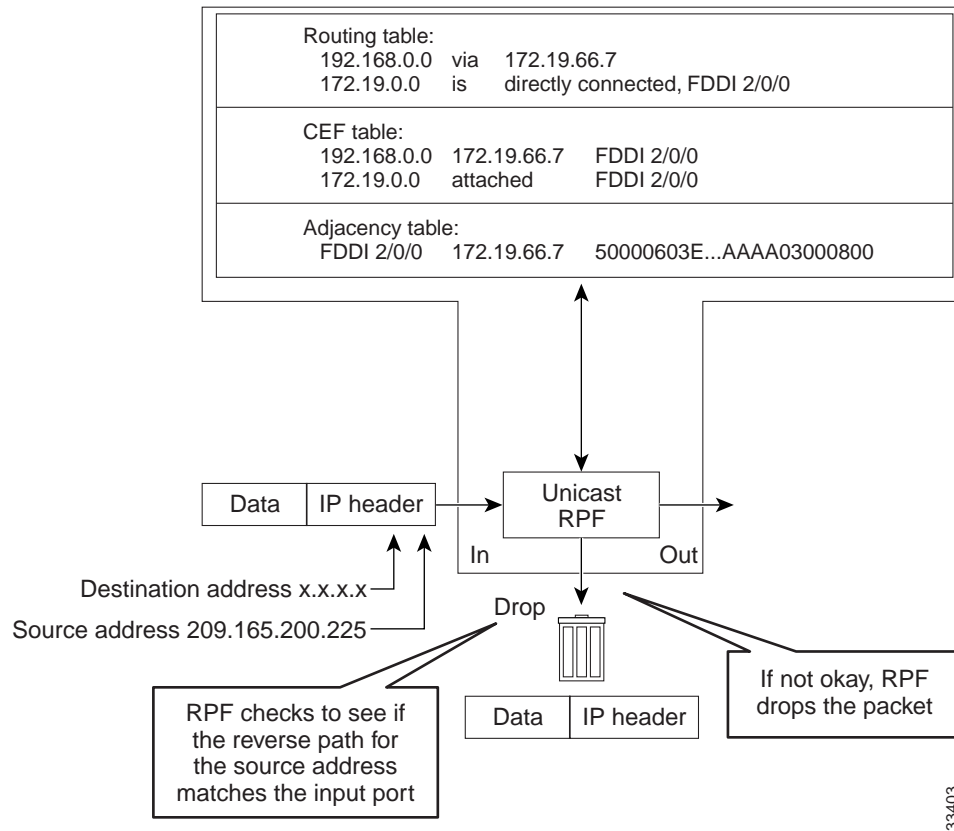 Routing table:
192.168.0.0 via 172.19.66.7
172.19.0.0 is directly connected, FDDI 2/0/0
CEF table:
192.168.0.0 172.19.66.7 FDDI 2/0/0
172.19.0.0 attached FDDI 2/0/0
Adjacency table:
FDDI 2/0/0 172.19.66.7 50000603E...AAAA03000800
Data IP header
Unicast
RPF
In Out
Destination address x.x.x.x
Source address 209.165.200.225
Drop
RPF checks to see if
the reverse path for
the source address
matches the input port
Data IP header
If not okay, RPF
drops the packet
33403